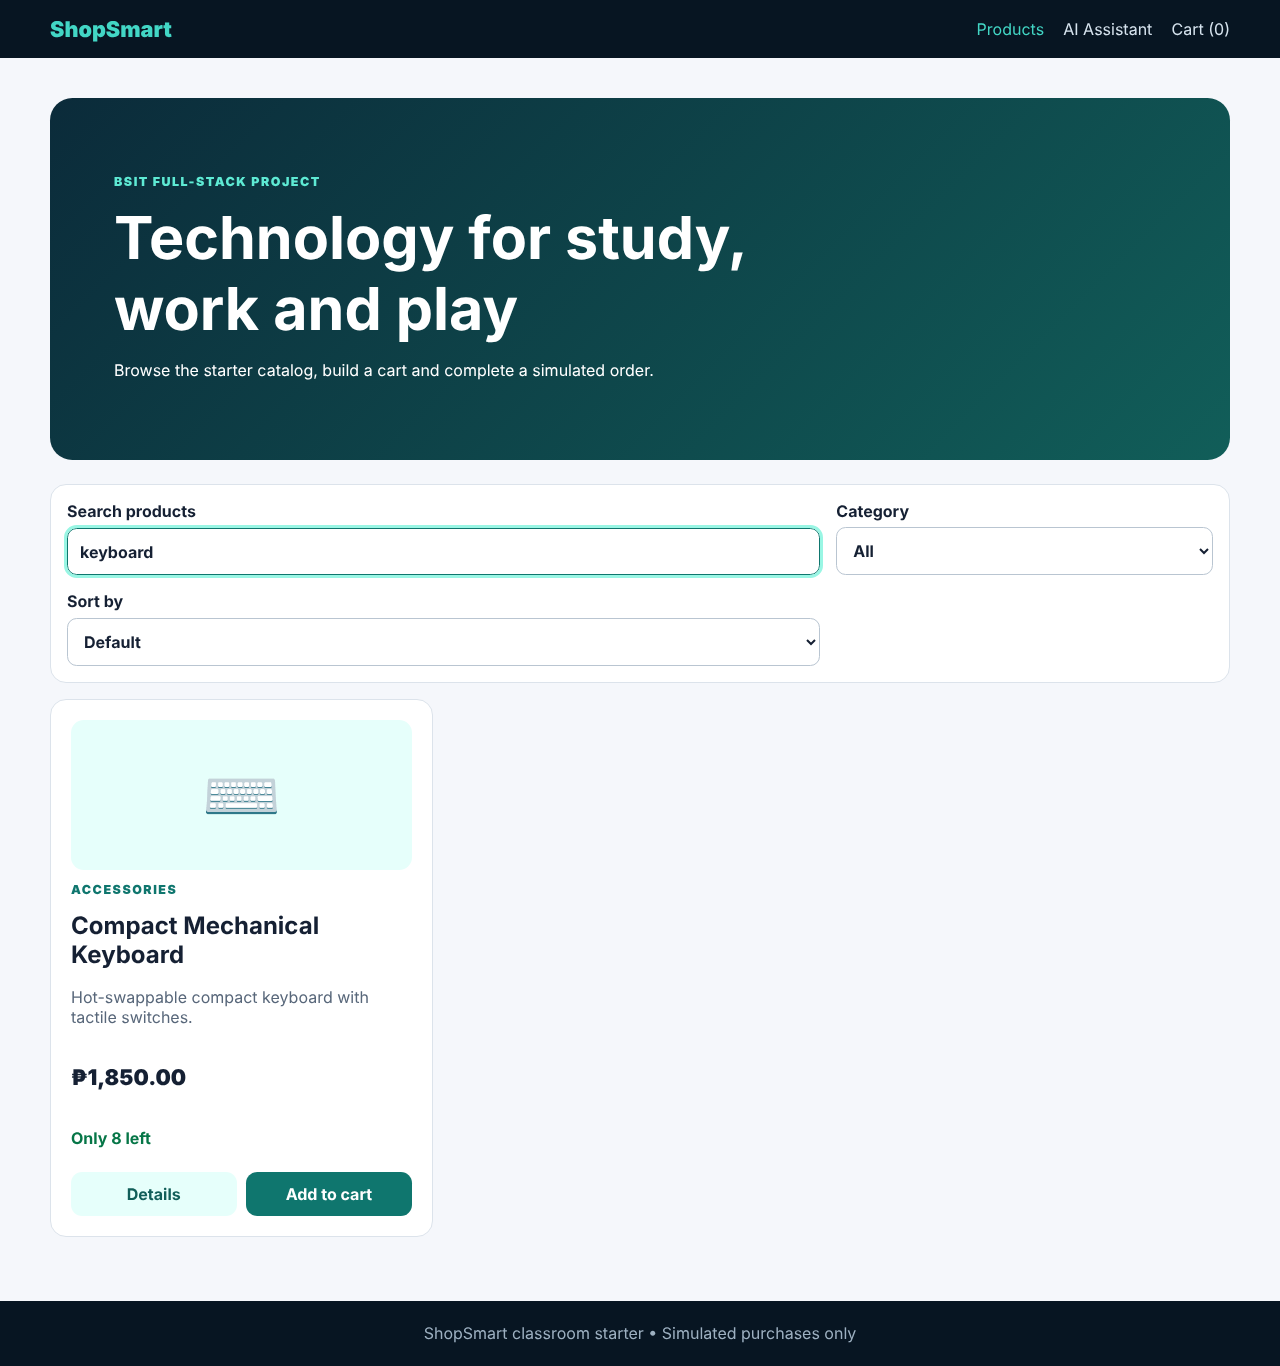 ShopSmart
Products AI Assistant Cart (0)
BSIT FULL-STACK PROJECT
Technology for study,
work and play
Browse the starter catalog, build a cart and complete a simulated order.
Search products
keyboard
Category
All
Sort by
Default
ACCESSORIES
Compact Mechanical
Keyboard
Hot-swappable compact keyboard with
tactile switches.
₱1,850.00
Only 8 left
Details
Add to cart
ShopSmart classroom starter • Simulated purchases only